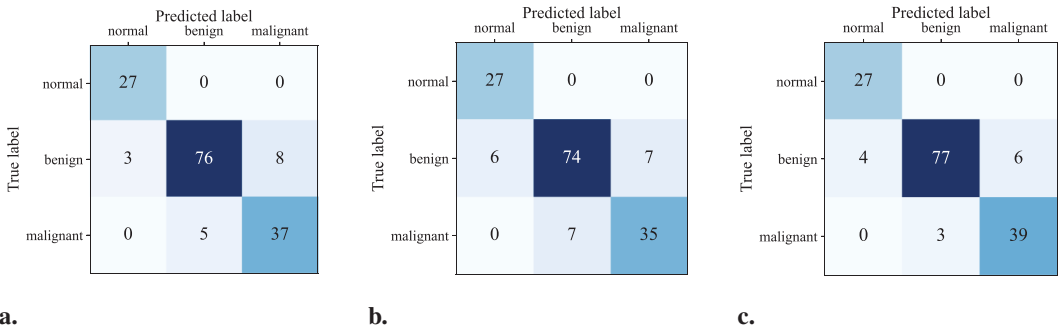 Predicted label
normal benign malignant
True label
normal 27 0 0
benign 3 76 8
malignant 0 5 37
a.
Predicted label
normal benign malignant
True label
normal 27 0 0
benign 6 74 7
malignant 0 7 35
b.
Predicted label
normal benign malignant
True label
normal 27 0 0
benign 4 77 6
malignant 0 3 39
c.